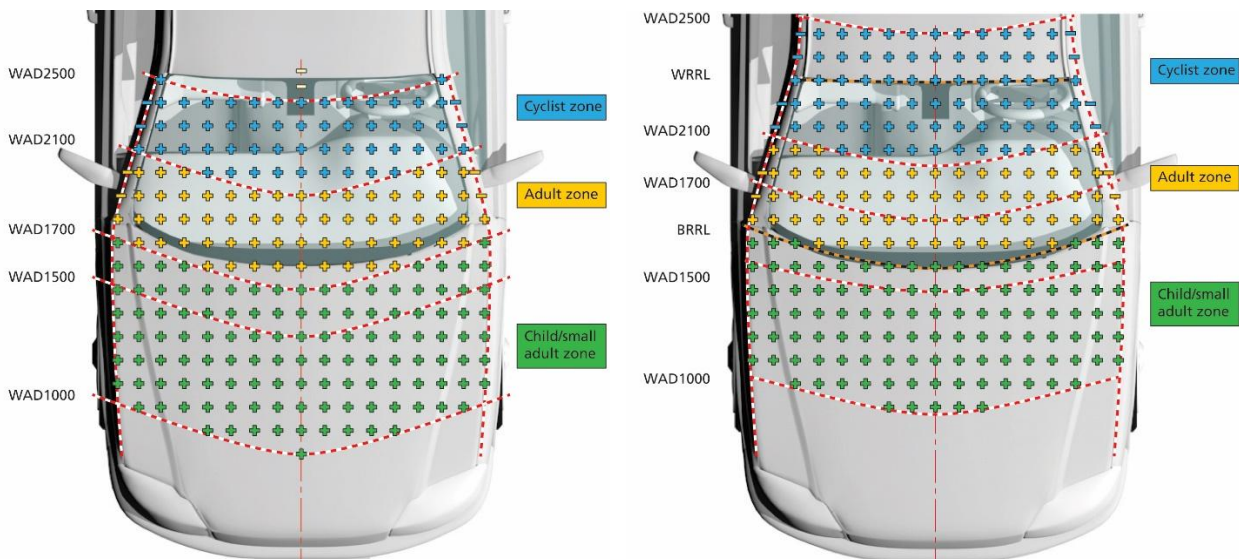 WAD2500
WAD2100
WAD1700
WAD1500
WAD1000
Cyclist zone
Adult zone
Child/small
adult zone
WAD2500
WRRL
WAD2100
WAD1700
BRRL
WAD1500
WAD1000
Cyclist zone
Adult zone
Child/small
adult zone